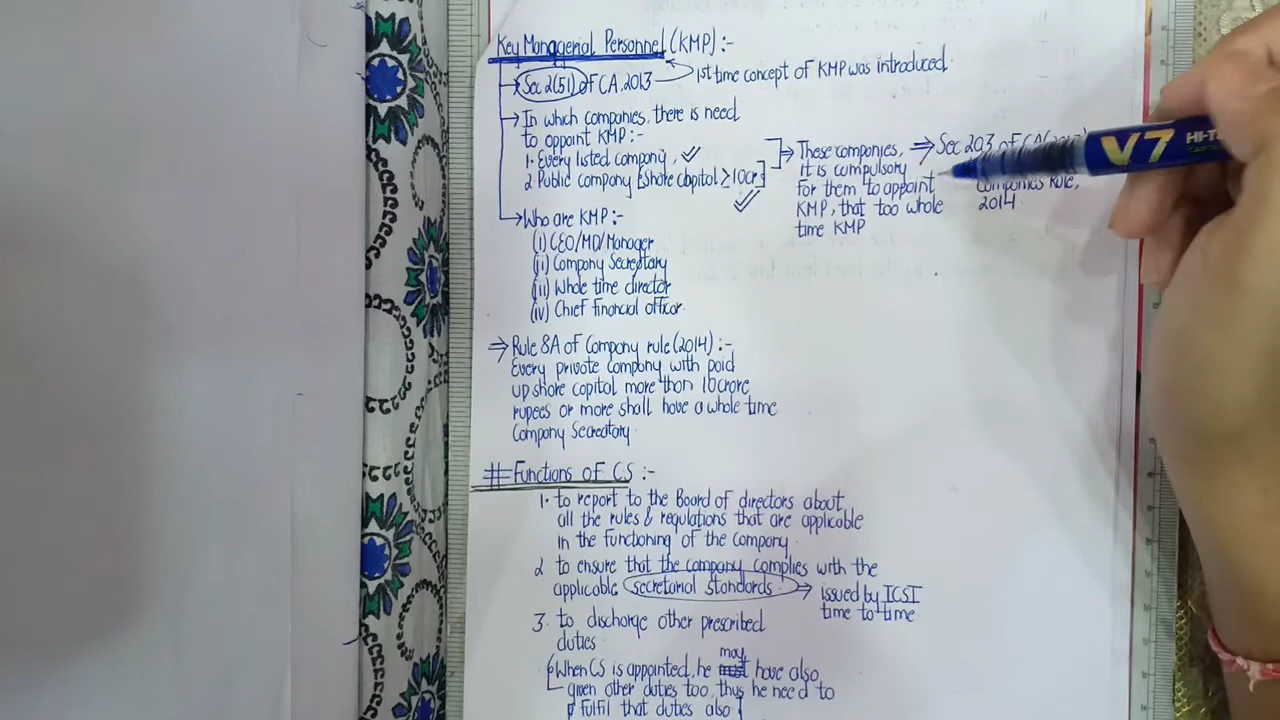 Key Managerial Personnel (KMP):-
Sec 2(51) of CA, 2013 → 1st time concept of KMP was introduced.
→ In which companies, there is need
to appoint KMP:-
1. Every listed company, ✓
2. Public company [Share capital ≥ 10cr.] ✓
⇒ These companies,
It is compulsory
for them to appoint
KMP, that too whole
time KMP
⇒ Sec 203 of CA
Companies Rule,
2014.
→ Who are KMP:-
(i) CEO/MD/Manager
(ii) Company Secreatary
(iii) Whole time director
(iv) Chief financial officer.
⇒ Rule 8A of Company rule (2014):-
Every private company with paid
up share capital more than 10 crore
rupees or more shall have a whole time
Company Secreatary.
# Functions of CS:-
1. to report to the Board of directors about
all the rules & regulations that are applicable
in the functioning of the Company.
2 to ensure that the company complies with the
applicable secretarial standards. → issued by ICSI
time to time
3. to discharge other prescribed
duties.
When CS is appointed, he may have also
given other duties too, thus he need to
fulfil that duties also
V7 HI-T